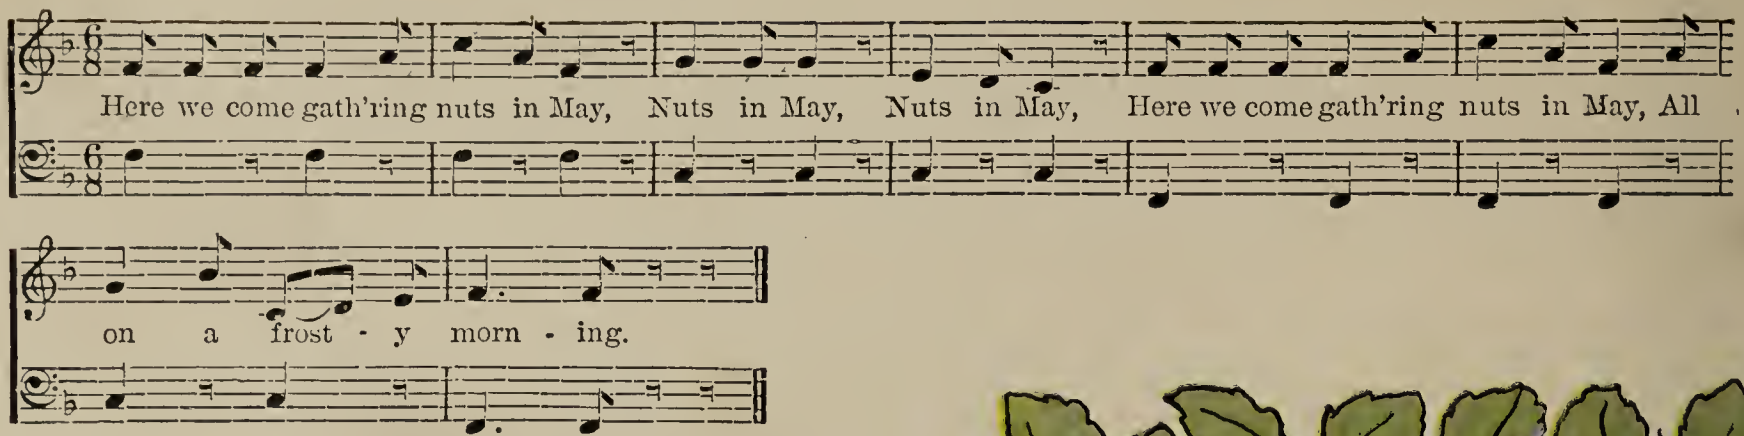 Here we come gath'ring nuts in May, Nuts in May, Nuts in May, Here we come gath'ring nuts in May, All
on a frost - y morn - ing.